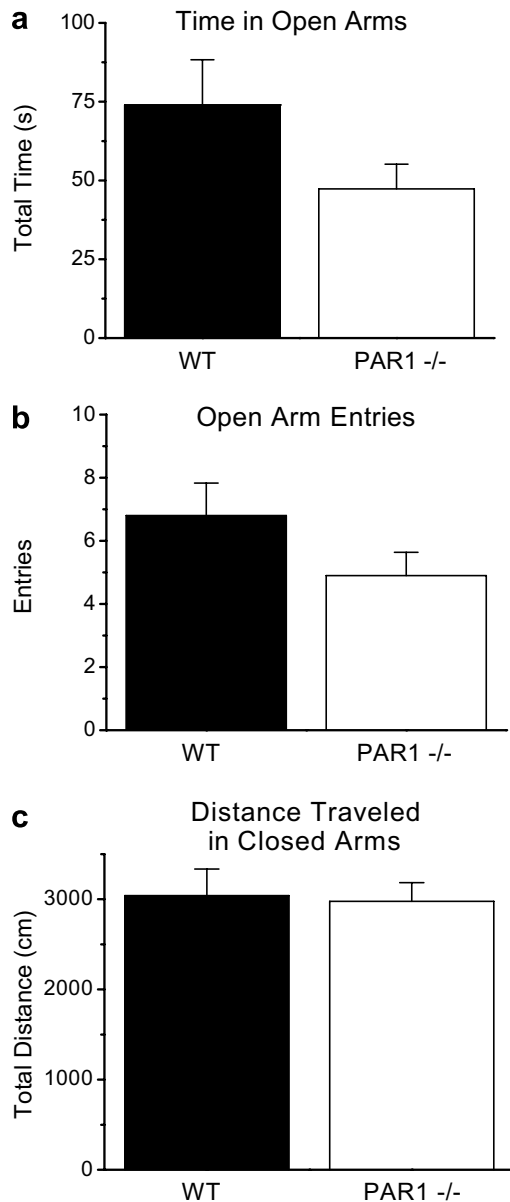 a
Time in Open Arms
Total Time (s)
100
75
50
25
0
WT PAR1 -/-
b
Open Arm Entries
Entries
10
8
6
4
2
0
WT PAR1 -/-
c
Distance Traveled
in Closed Arms
Total Distance (cm)
3000
2000
1000
0
WT PAR1 -/-